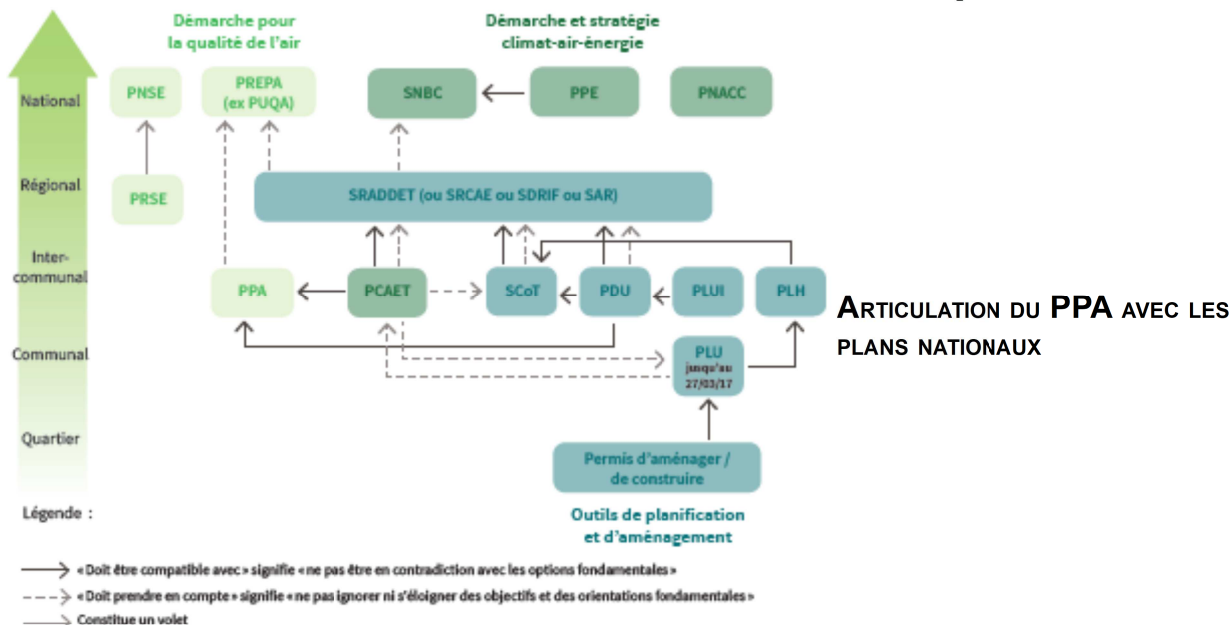 Démarche pour
la qualité de l'air
Démarche et stratégie
climat-air-énergie
National
PNSE
PREPA
(ex PUQA)
SNBC
PPE
PNACC
Régional
PRSE
SRADDET (ou SRCAE ou SDRIF ou SAR)
Inter-
communal
PPA
PCAET
SCoT
PDU
PLUI
PLH
ARTICULATION DU PPA AVEC LES
PLANS NATIONAUX
Communal
PLU
jusqu'au
27/03/17
Quartier
Permis d'aménager /
de construire
Légende :
Outils de planification
et d'aménagement
« Doit être compatible avec » signifie « ne pas être en contradiction avec les options fondamentales »
« Doit prendre en compte » signifie « ne pas ignorer ni s'éloigner des objectifs et des orientations fondamentales »
Constitue un volet